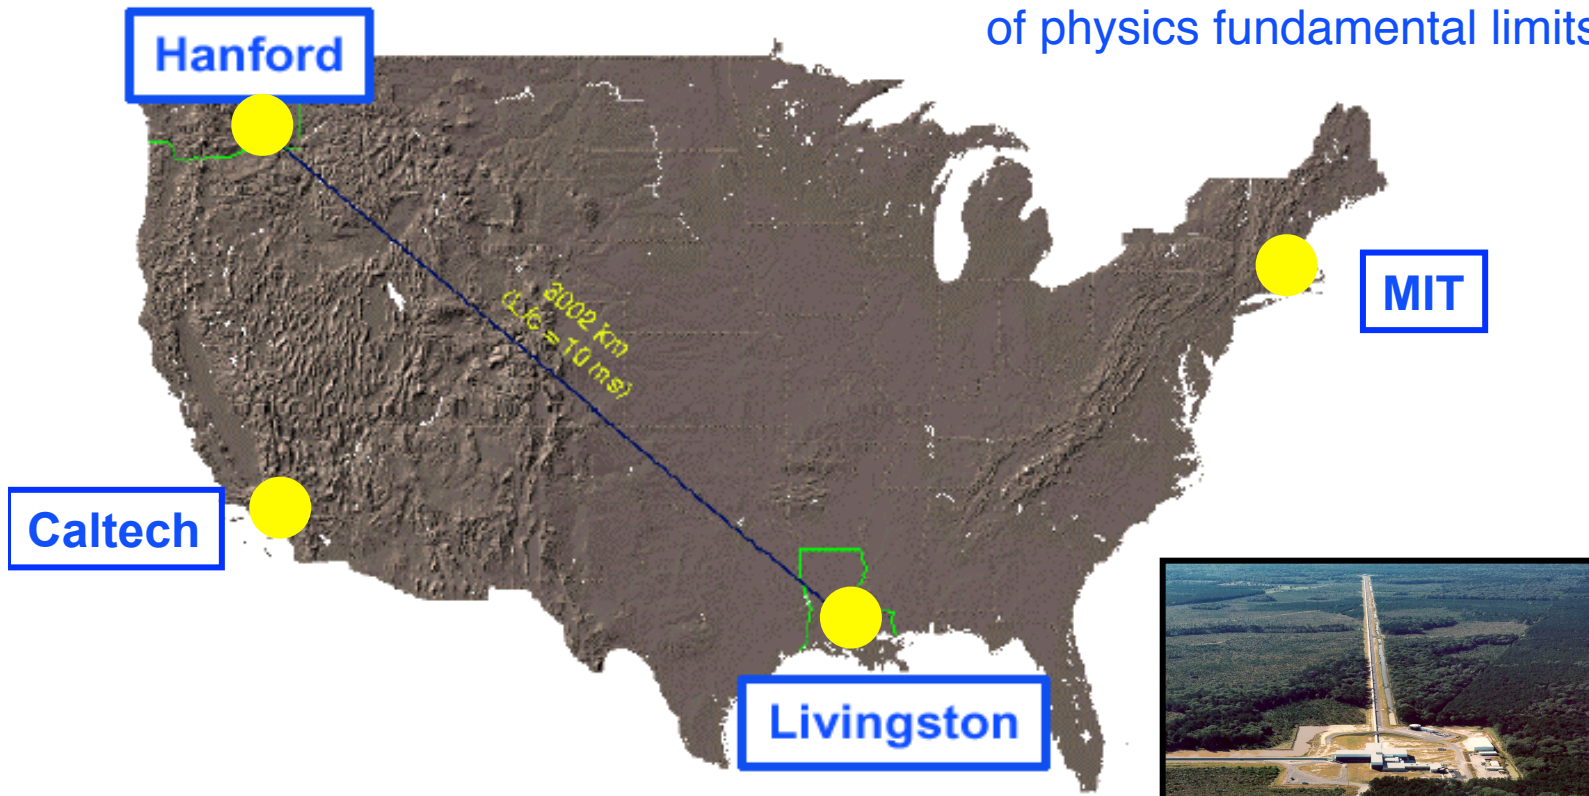 of physics fundamental limits
Hanford
3002 km
(L/c = 10 ms)
MIT
Caltech
Livingston